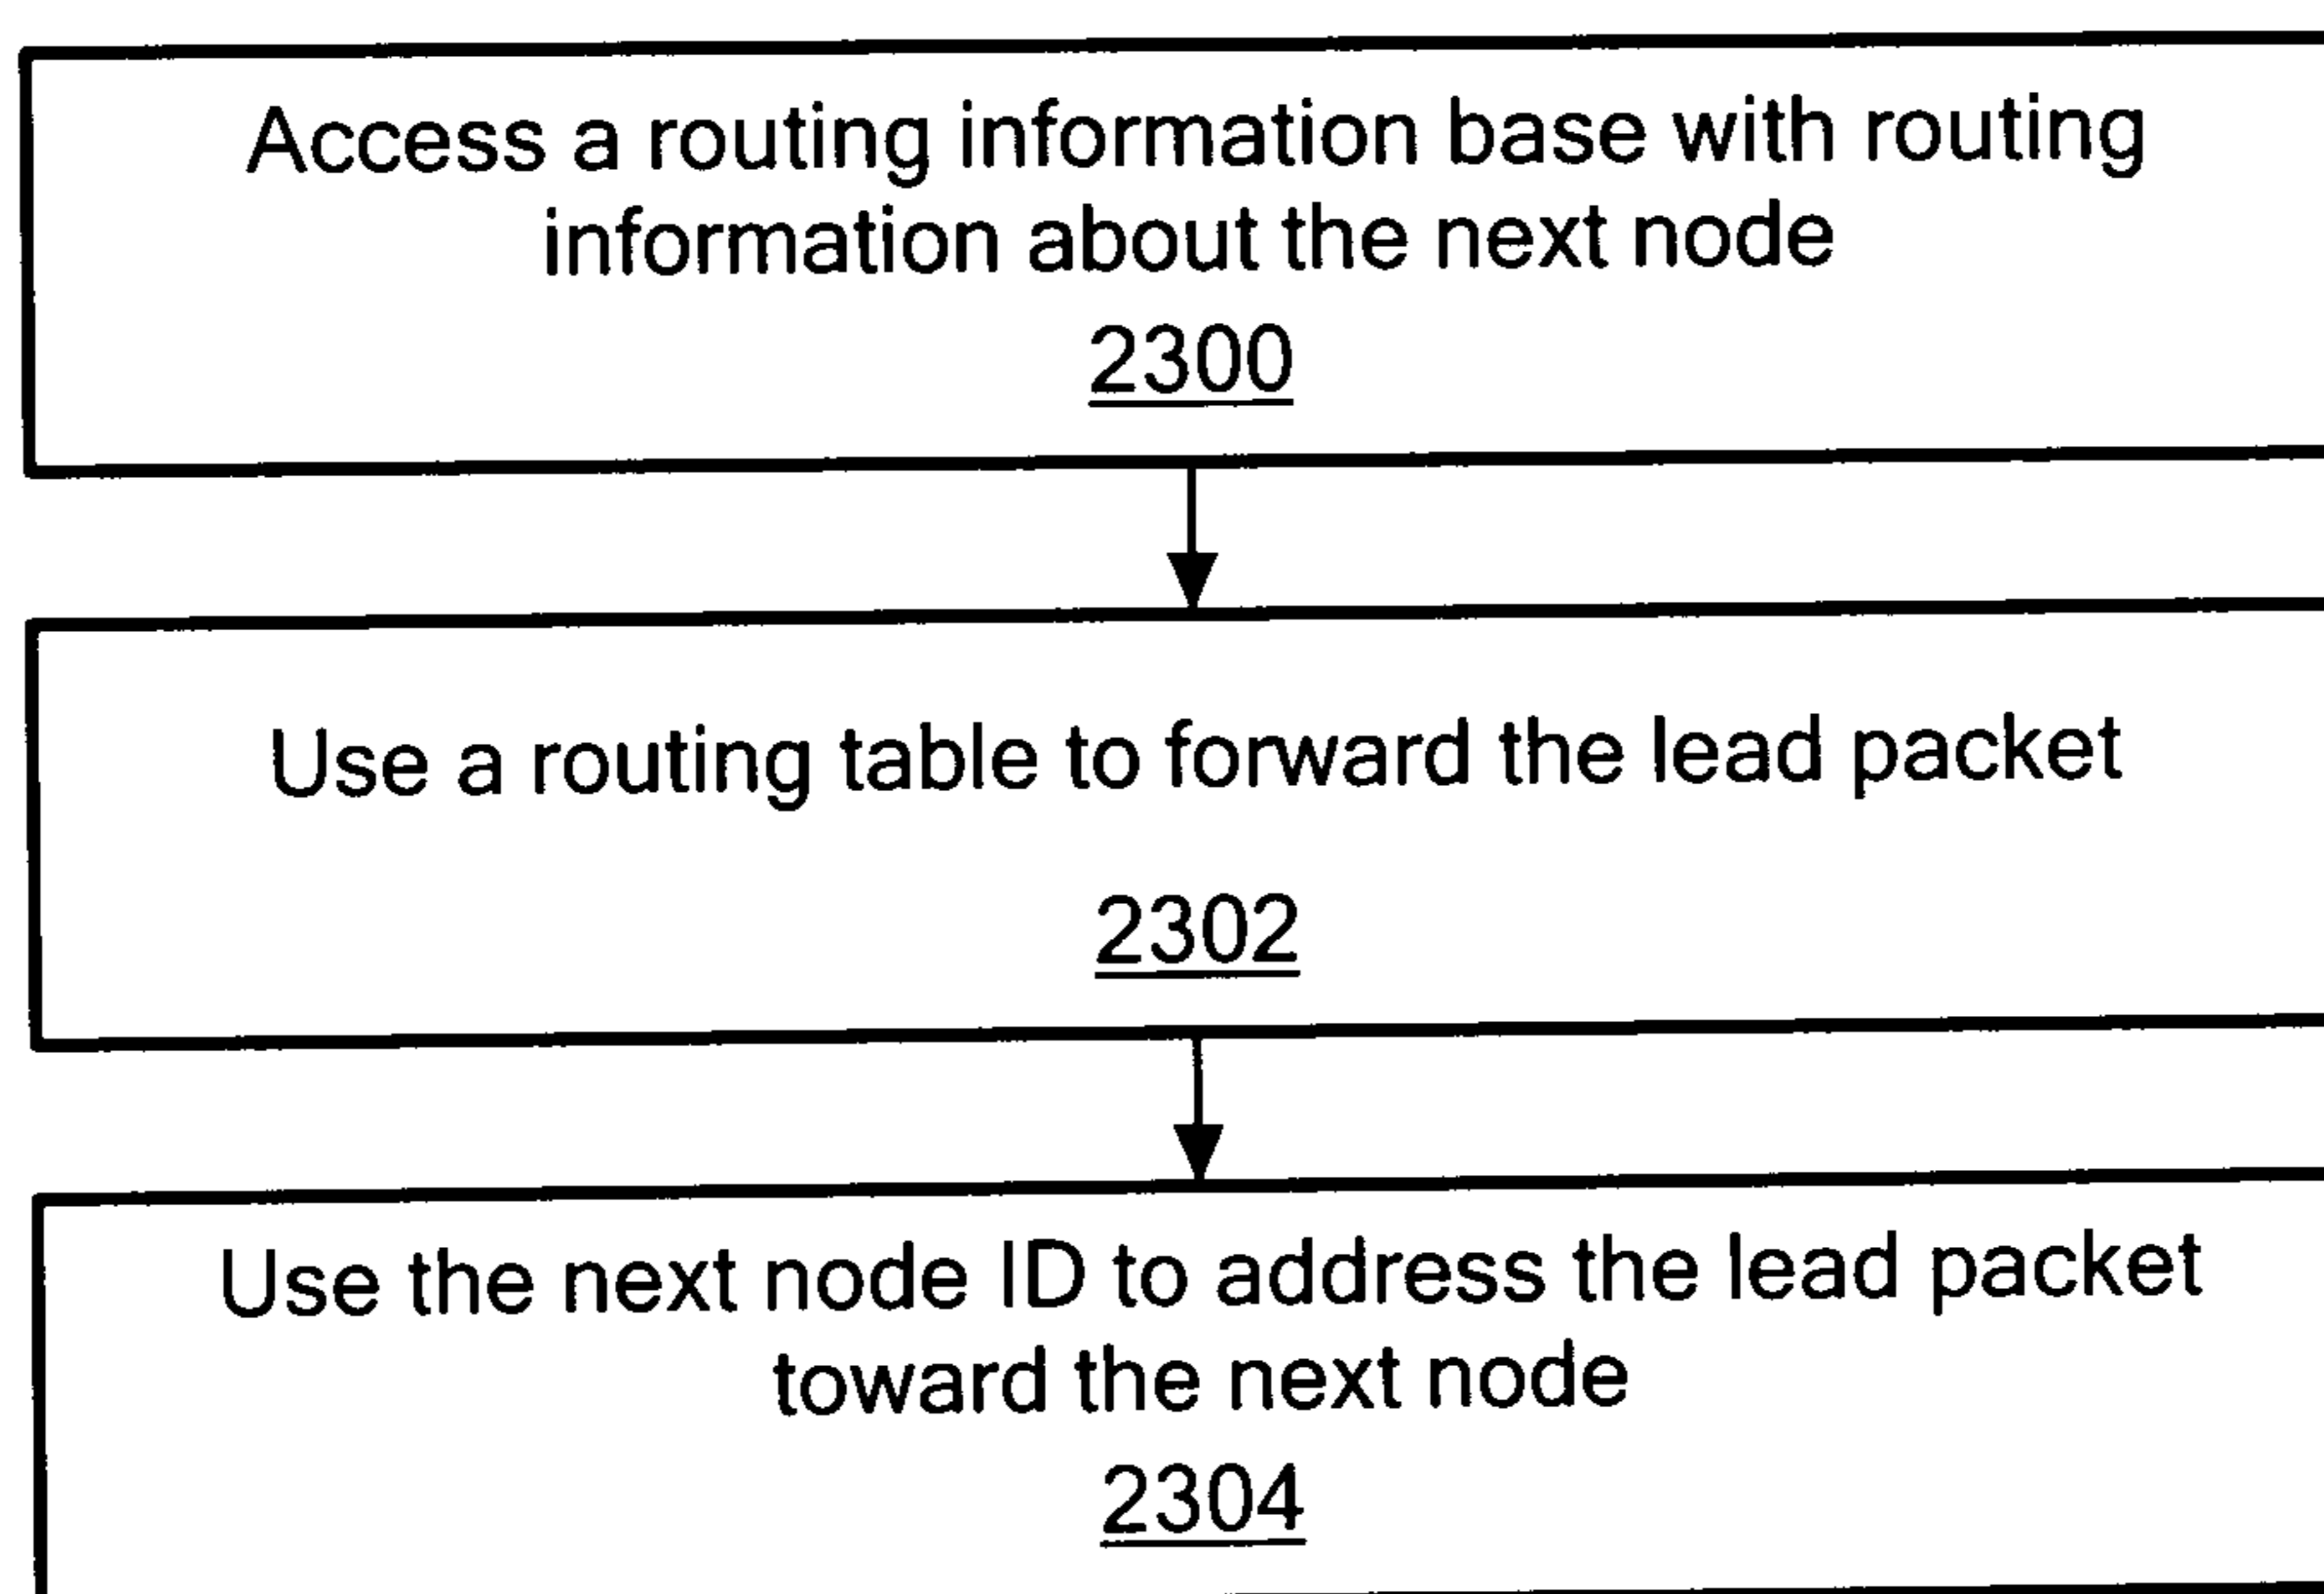 Access a routing information base with routing
information about the next node
2300
Use a routing table to forward the lead packet
2302
Use the next node ID to address the lead packet
toward the next node
2304